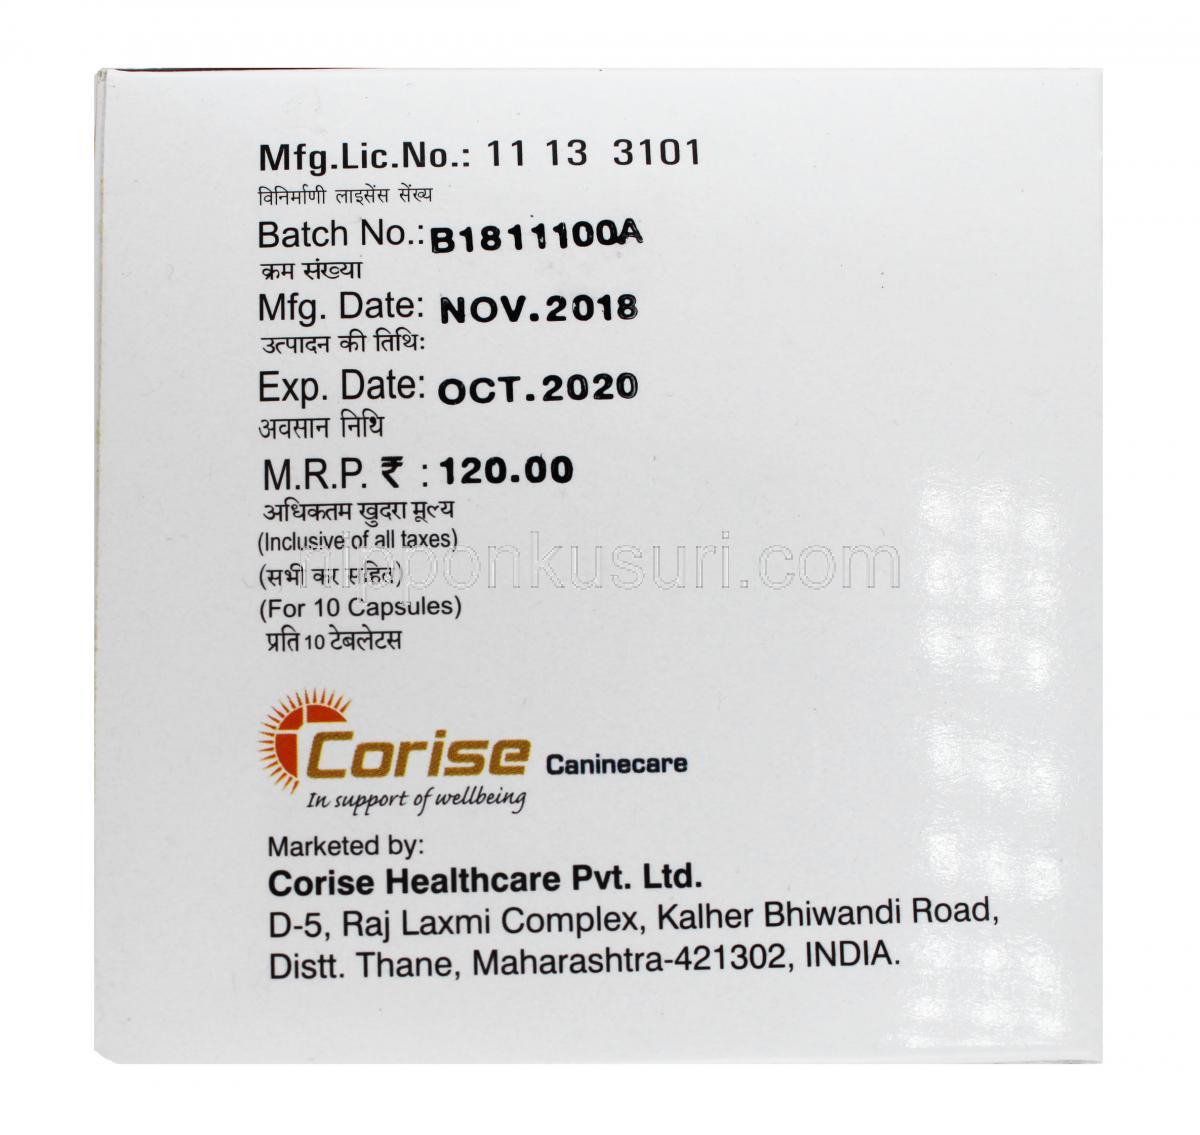 Mfg.Lic.No.: 11 13 3101
विनिर्माणी लाइसेंस सेंख्य
Batch No.: B1811100A
क्रम संख्या
Mfg. Date: NOV.2018
उत्पादन की तिथिः
Exp. Date: OCT.2020
अवसान निथि
M.R.P. ₹ : 120.00
अधिकतम खुदरा मूल्य
(Inclusive of all taxes)
nipponkusuri.com
(सभी कर सहित)
(For 10 Capsules)
प्रति 10 टेबलेटस
Corise Caninecare
In support of wellbeing
Marketed by:
Corise Healthcare Pvt. Ltd.
D-5, Raj Laxmi Complex, Kalher Bhiwandi Road,
Distt. Thane, Maharashtra-421302, INDIA.